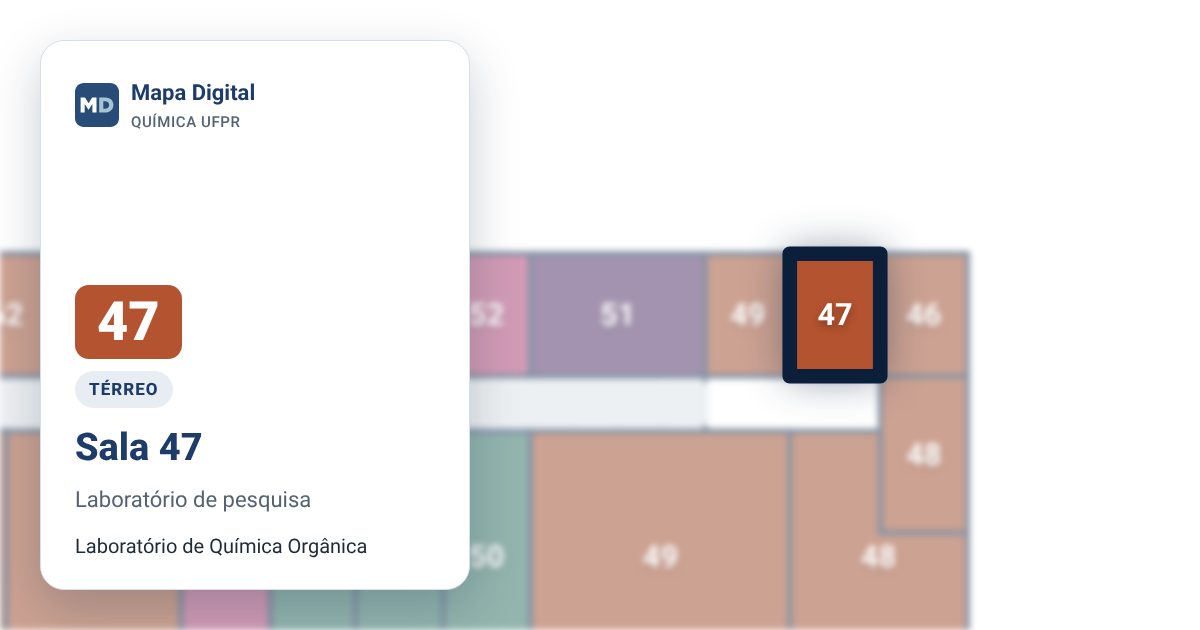 MD
Mapa Digital
QUÍMICA UFPR
47
TÉRREO
Sala 47
Laboratório de pesquisa
Laboratório de Química Orgânica
52
51
49
47
46
48
50
49
48